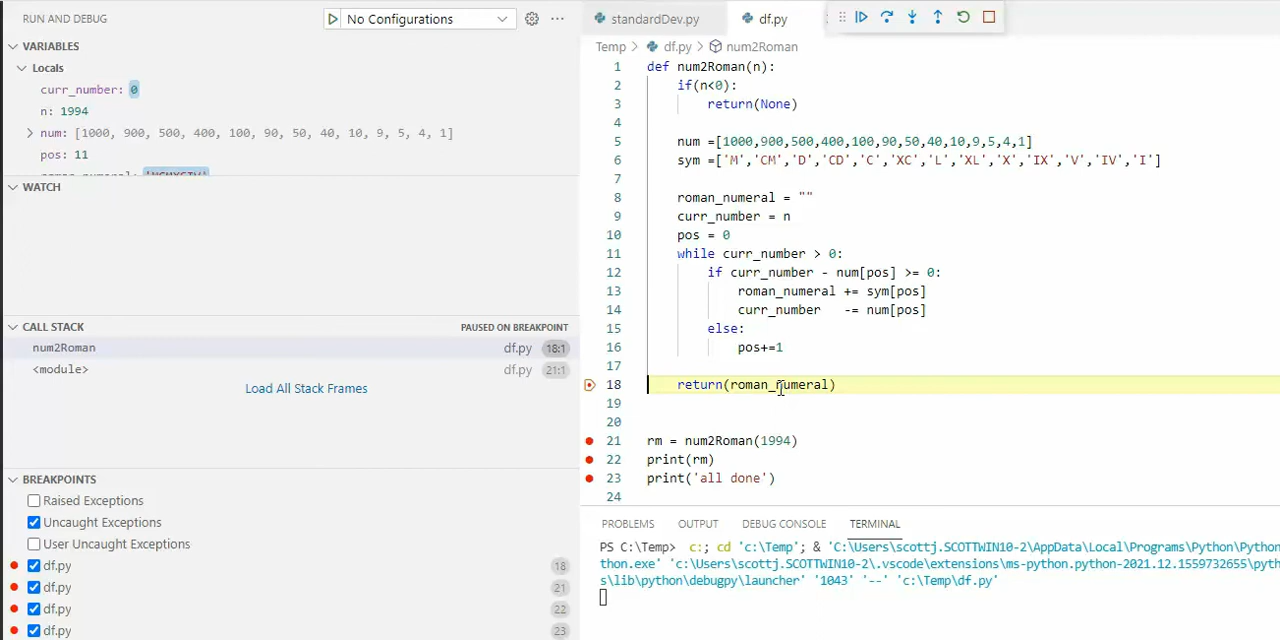 RUN AND DEBUG
No Configurations
VARIABLES
Locals
curr_number: 0
n: 1994
num: [1000, 900, 500, 400, 100, 90, 50, 40, 10, 9, 5, 4, 1]
pos: 11
roman_numeral: 'MCMXCIV'
WATCH
CALL STACK
PAUSED ON BREAKPOINT
num2Roman df.py 18:1
<module> df.py 21:1
Load All Stack Frames
BREAKPOINTS
Raised Exceptions
Uncaught Exceptions
User Uncaught Exceptions
df.py 18
df.py 21
df.py 22
df.py 23
standardDev.py
df.py
Temp > df.py > num2Roman
1 def num2Roman(n):
2 if(n<0):
3 return(None)
4
5 num =[1000,900,500,400,100,90,50,40,10,9,5,4,1]
6 sym =['M','CM','D','CD','C','XC','L','XL','X','IX','V','IV','I']
7
8 roman_numeral = ""
9 curr_number = n
10 pos = 0
11 while curr_number > 0:
12 if curr_number - num[pos] >= 0:
13 roman_numeral += sym[pos]
14 curr_number -= num[pos]
15 else:
16 pos+=1
17
18 return(roman_numeral)
19
20
21 rm = num2Roman(1994)
22 print(rm)
23 print('all done')
24
PROBLEMS OUTPUT DEBUG CONSOLE TERMINAL
PS C:\Temp> c:; cd 'c:\Temp'; & 'C:\Users\scottj.SCOTTWIN10-2\AppData\Local\Programs\Python\Python
thon.exe' 'c:\Users\scottj.SCOTTWIN10-2\.vscode\extensions\ms-python.python-2021.12.1559732655\pyth
s\lib\python\debugpy\launcher' '1043' '--' 'c:\Temp\df.py'